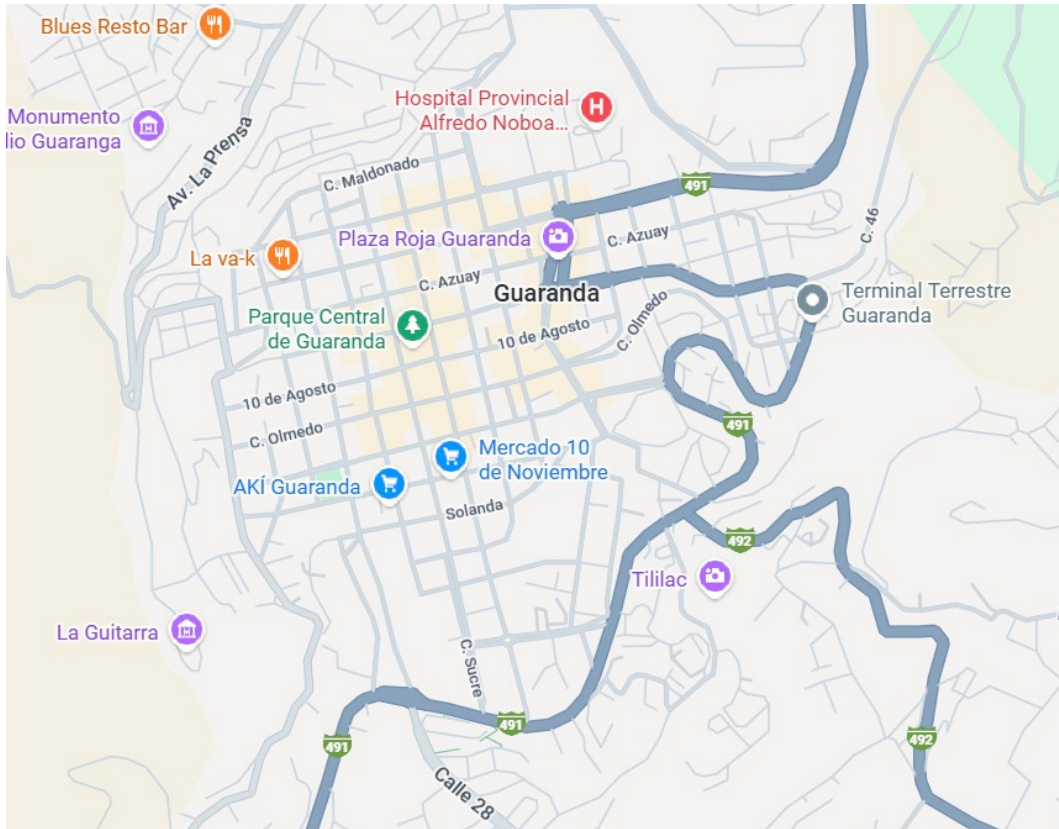 Blues Resto Bar
Hospital Provincial
Alfredo Noboa...
H
Monumento
lio Guaranga
Av. La Prensa
C. Maldonado
491
C. 46
Plaza Roja Guaranda
C. Azuay
La va-k
C. Azuay
Guaranda
Terminal Terrestre
Guaranda
Parque Central
de Guaranda
10 de Agosto
C. Olmedo
10 de Agosto
491
C. Olmedo
Mercado 10
de Noviembre
AKÍ Guaranda
Solanda
492
Tililac
La Guitarra
C. Sucre
491
491
492
Calle 28